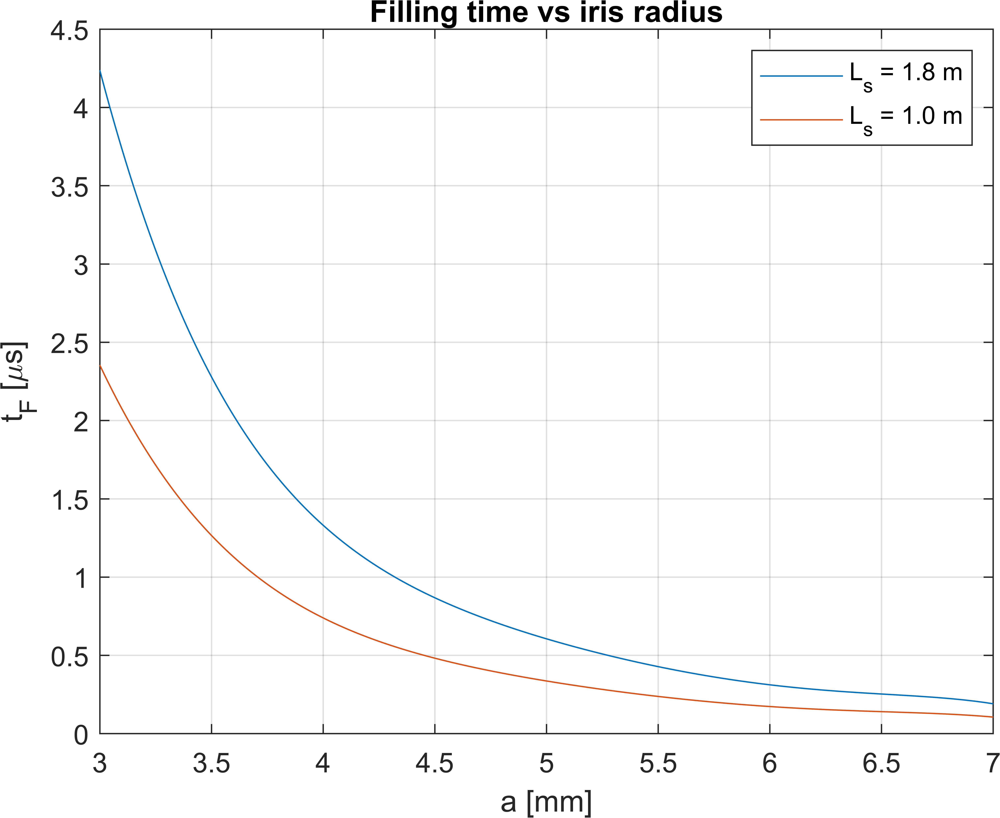 Filling time vs iris radius
L_s = 1.8 m
L_s = 1.0 m
t_F [μs]
4.5
4
3.5
3
2.5
2
1.5
1
0.5
0
3 3.5 4 4.5 5 5.5 6 6.5 7
a [mm]